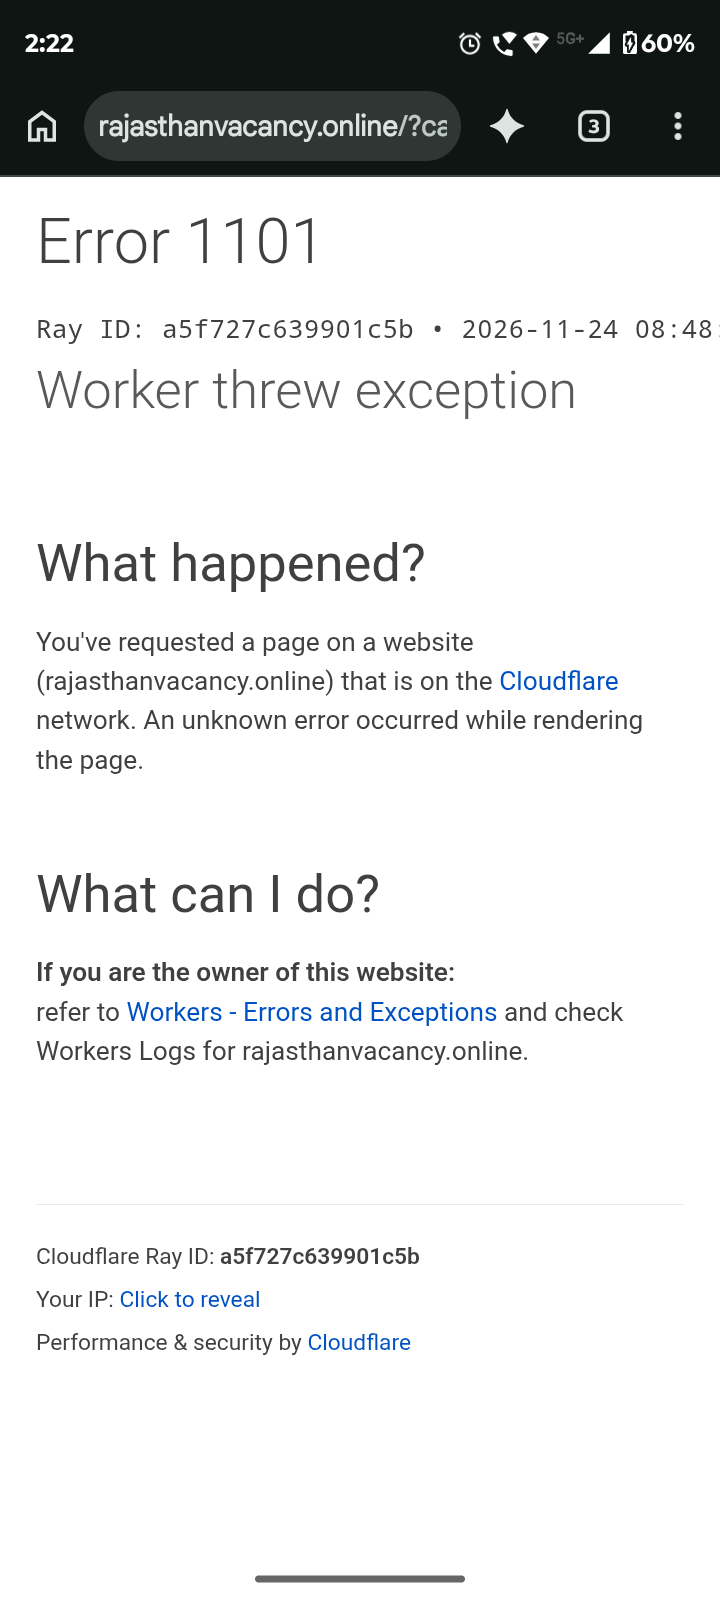 2:22
5G+
60%
rajasthanvacancy.online/?ca
3
Error 1101
Ray ID: a5f727c639901c5b • 2026-11-24 08:48:
Worker threw exception
What happened?
You've requested a page on a website
(rajasthanvacancy.online) that is on the Cloudflare
network. An unknown error occurred while rendering
the page.
What can I do?
If you are the owner of this website:
refer to Workers - Errors and Exceptions and check
Workers Logs for rajasthanvacancy.online.
Cloudflare Ray ID: a5f727c639901c5b
Your IP: Click to reveal
Performance & security by Cloudflare